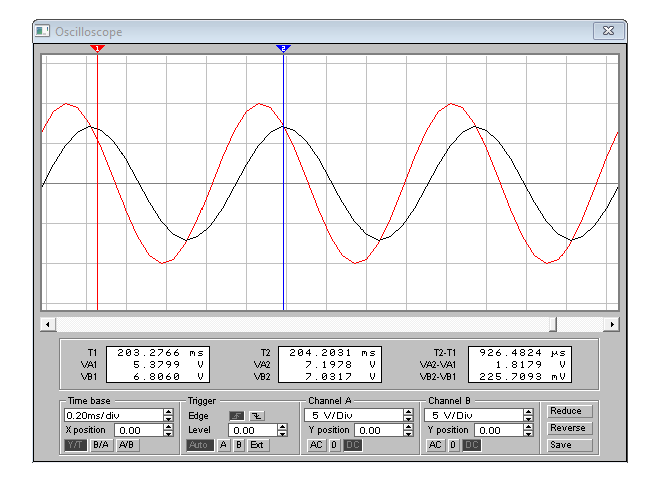 Oscilloscope
1 2
T1 203.2766 ms T2 204.2031 ms T2-T1 926.4824 µs
VA1 5.3799 V VA2 7.1978 V VA2-VA1 1.8179 V
VB1 6.8060 V VB2 7.0317 V VB2-VB1 225.7093 mV
Time base Trigger Channel A Channel B
0.20ms/div Edge 5 V/Div 5 V/Div Reduce
X position 0.00 Level 0.00 Y position 0.00 Y position 0.00 Reverse
Y/T B/A A/B Auto A B Ext AC 0 DC AC 0 DC Save